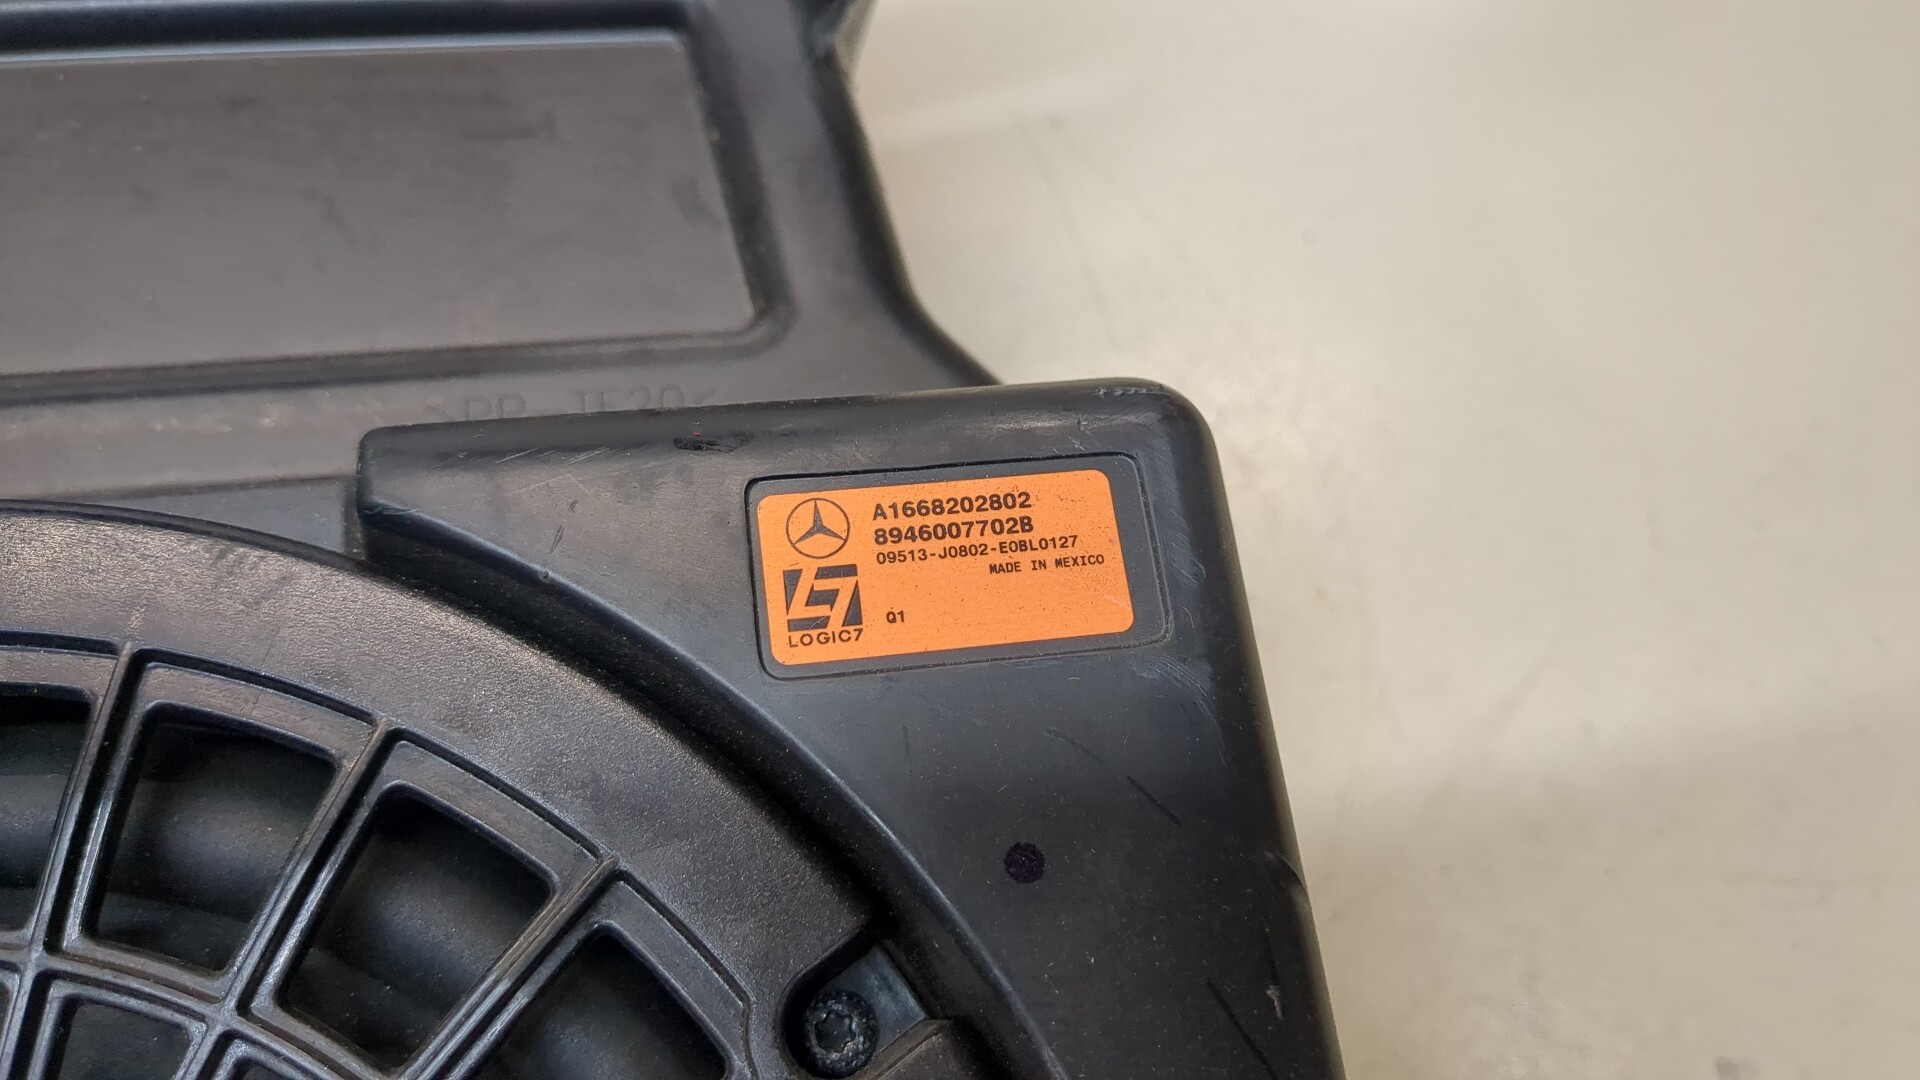 A1668202802
8946007702B
09513-J0802-E0BL0127
MADE IN MEXICO
Q1
LOGIC7